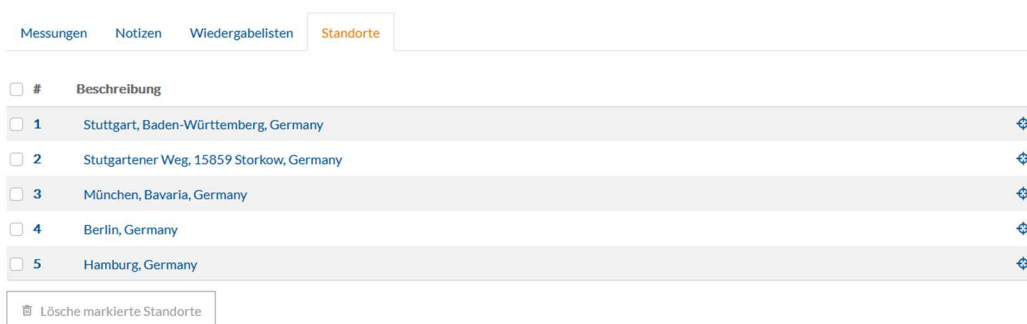 Messungen Notizen Wiedergabelisten Standorte
# Beschreibung
1 Stuttgart, Baden-Württemberg, Germany
2 Stutgartener Weg, 15859 Storkow, Germany
3 München, Bavaria, Germany
4 Berlin, Germany
5 Hamburg, Germany
Lösche markierte Standorte